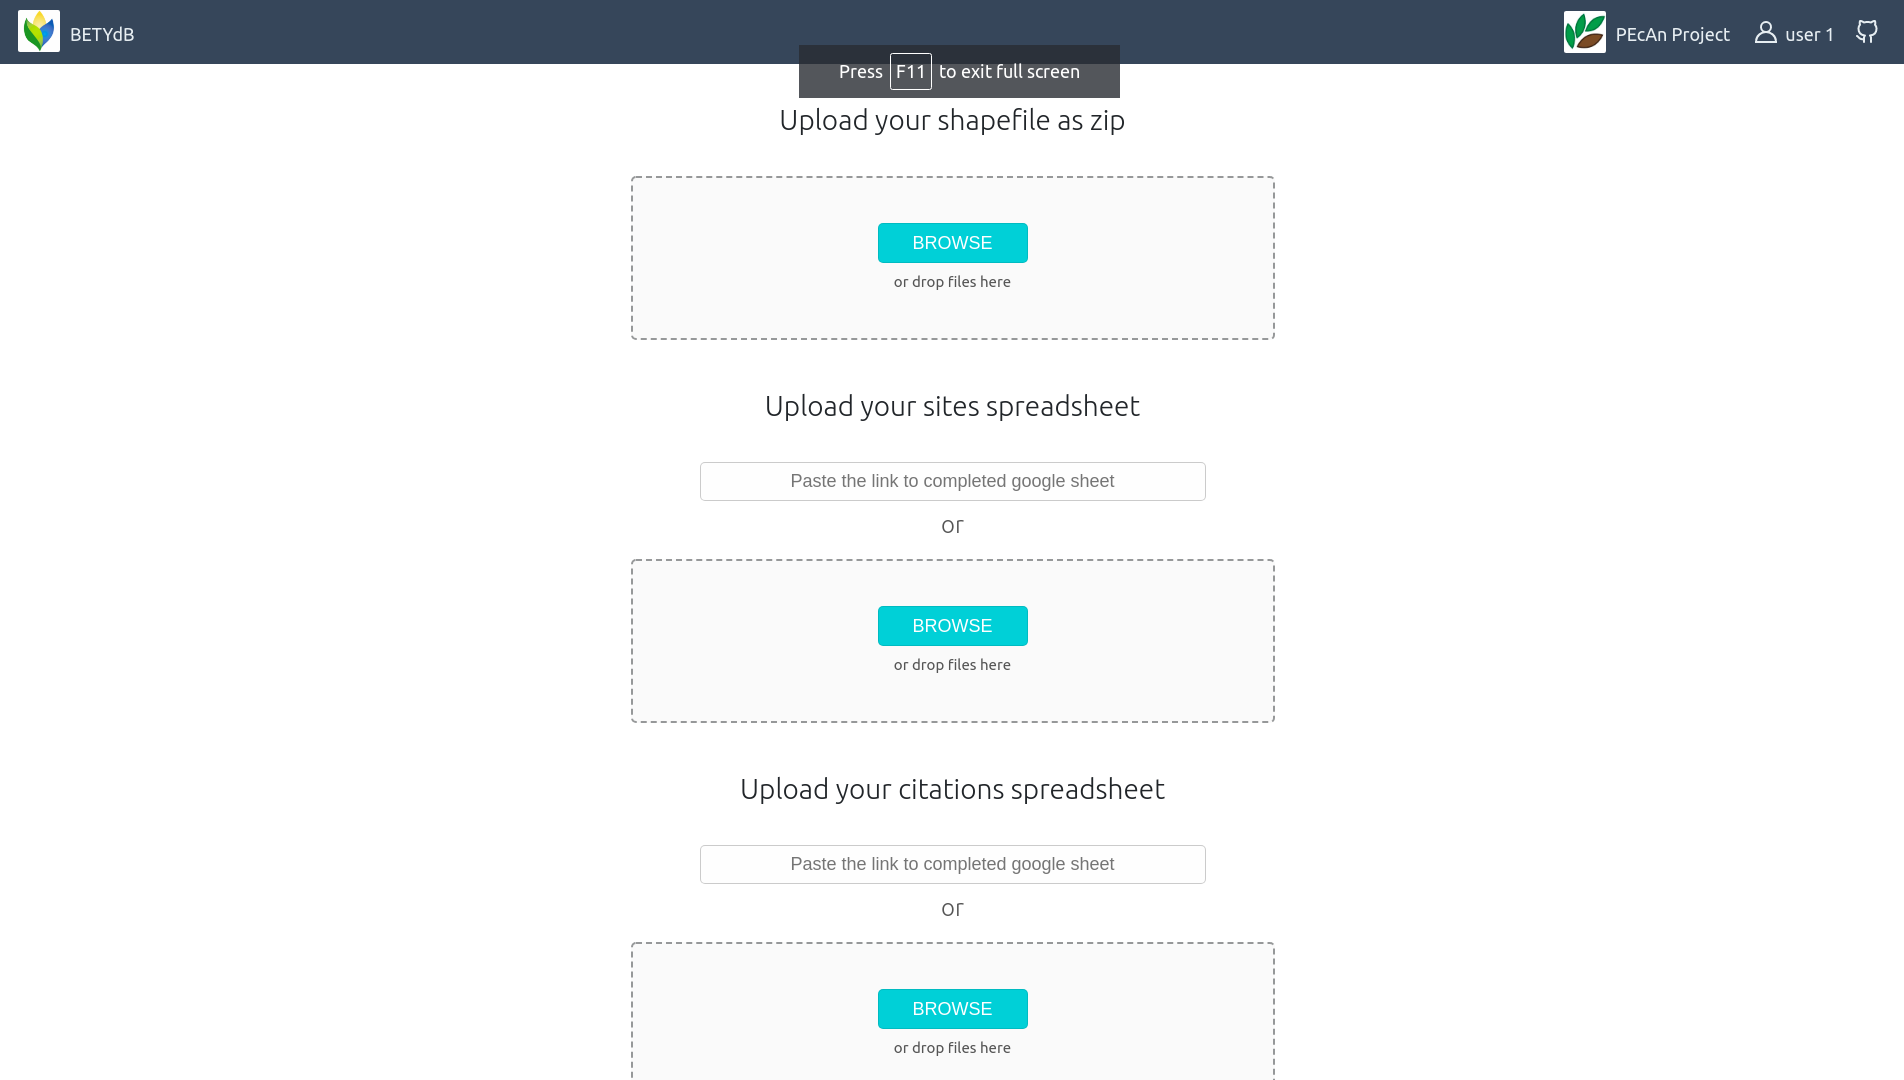 BETYdB
PEcAn Project
user 1
Press F11 to exit full screen
Upload your shapefile as zip
BROWSE
or drop files here
Upload your sites spreadsheet
Paste the link to completed google sheet
or
BROWSE
or drop files here
Upload your citations spreadsheet
Paste the link to completed google sheet
or
BROWSE
or drop files here